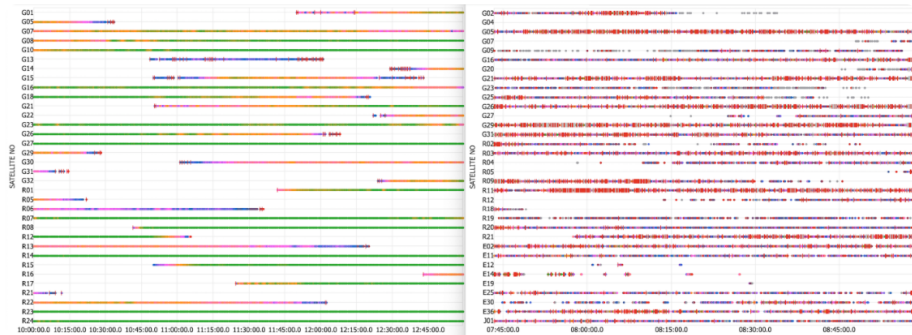 G01
G05
G07
G08
G10
G13
G14
G15
G16
G18
G21
G22
G23
G26
G27
G29
G30
G31
G32
R01
R05
R06
R07
R08
R12
R13
R14
R15
R16
R17
R21
R22
R23
R24
SATELLITE NO
10:00:00.0 10:15:00.0 10:30:00.0 10:45:00.0 11:00:00.0 11:15:00.0 11:30:00.0 11:45:00.0 12:00:00.0 12:15:00.0 12:30:00.0 12:45:00.0
G02
G04
G05
G07
G09
G16
G20
G21
G23
G25
G26
G27
G29
G31
R02
R03
R04
R05
R09
R11
R12
R18
R19
R20
R21
E02
E11
E12
E14
E19
E25
E30
E36
J01
SATELLITE NO
07:45:00.0 08:00:00.0 08:15:00.0 08:30:00.0 08:45:00.0